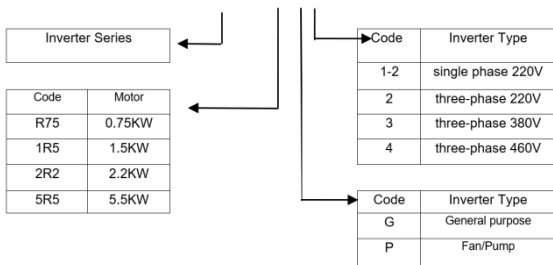 Inverter Series
Code Inverter Type
1-2 single phase 220V
2 three-phase 220V
3 three-phase 380V
4 three-phase 460V
Code Motor
R75 0.75KW
1R5 1.5KW
2R2 2.2KW
5R5 5.5KW
Code Inverter Type
G General purpose
P Fan/Pump